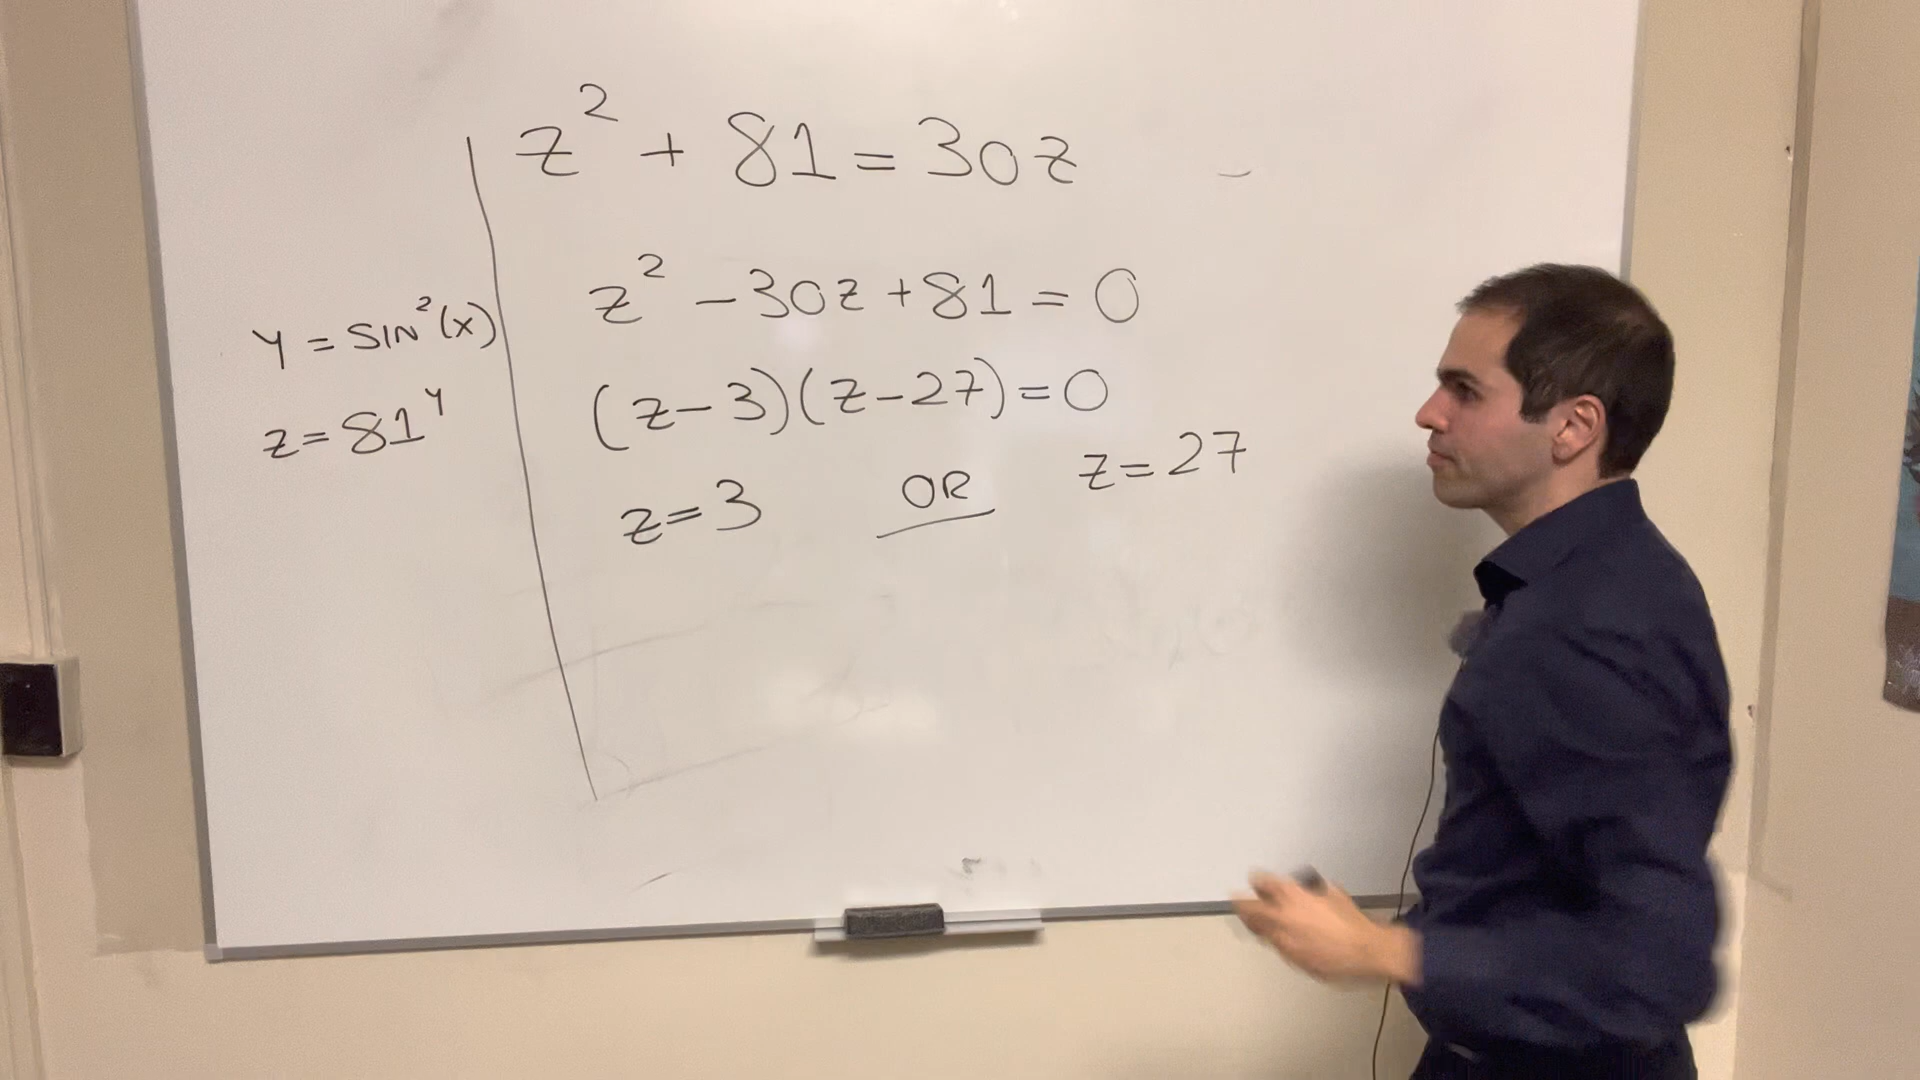 z² + 81 = 30z
z² - 30z + 81 = 0
Y = SIN²(X)
(z - 3)(z - 27) = 0
z = 81^Y
z = 3 OR z = 27